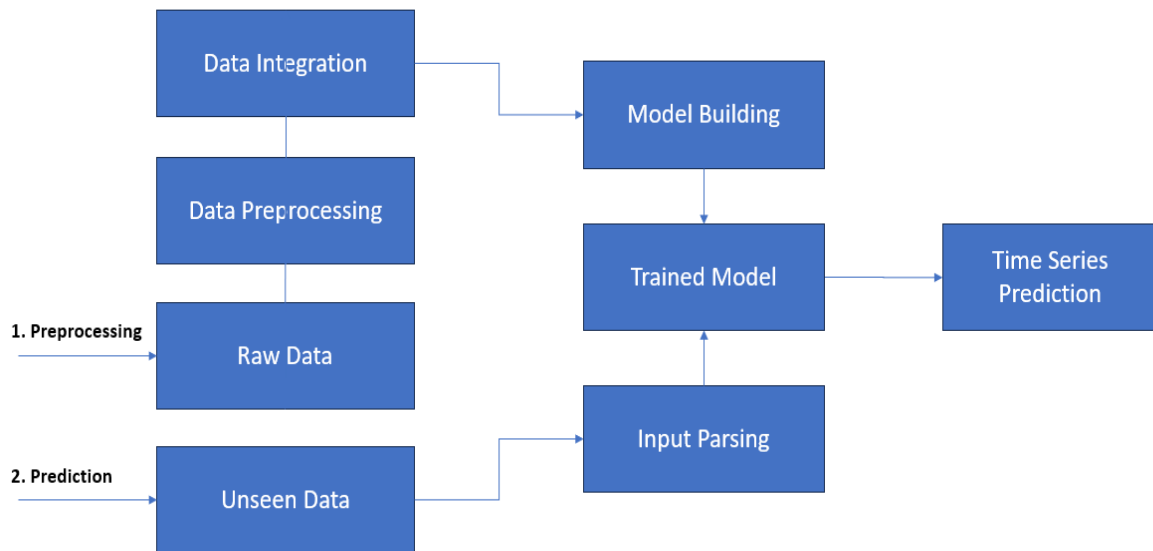 Data Integration
Model Building
Data Preprocessing
Trained Model
Time Series
Prediction
1. Preprocessing
Raw Data
Input Parsing
2. Prediction
Unseen Data